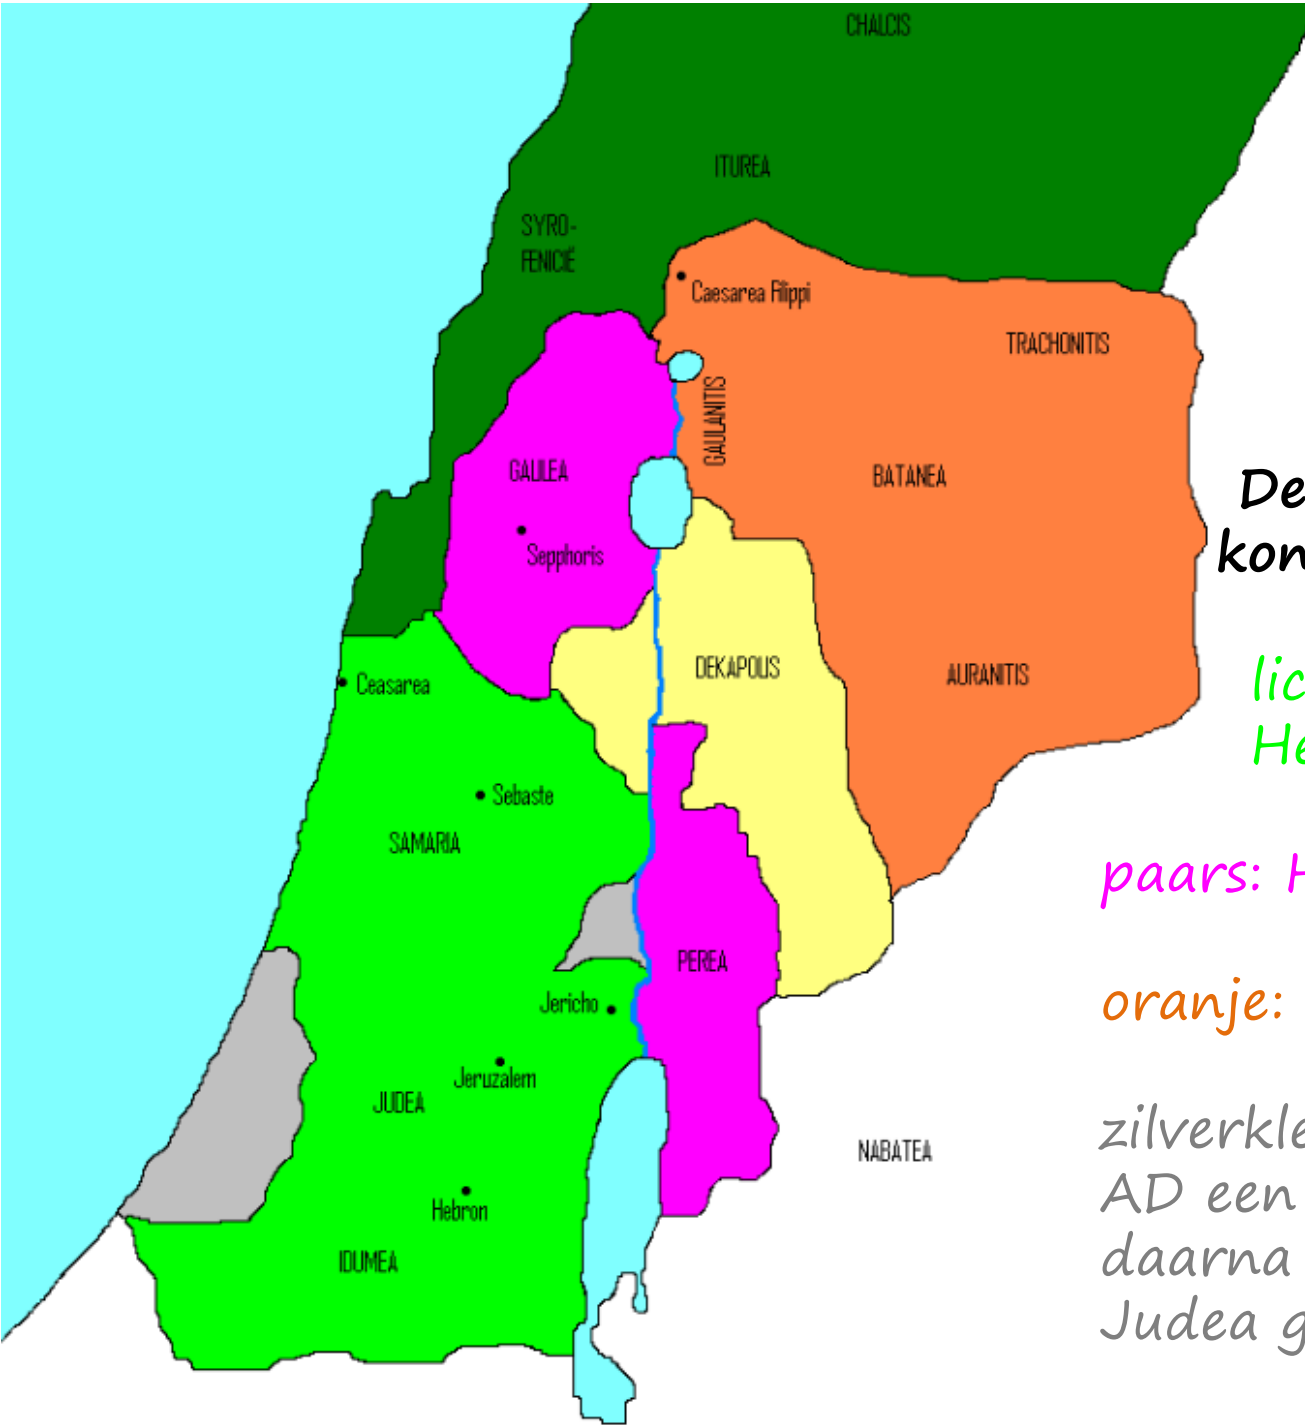 CHALCIS
ITUREA
SYRO-
FENICIË
Caesarea Filippi
TRACHONITIS
GAULANITIS
GALILEA
BATANEA
De
kon
Sepphoris
DEKAPOLIS
AURANITIS
Ceasarea
lic
He
Sebaste
SAMARIA
paars: H
PEREA
Jericho
oranje:
Jeruzalem
JUDEA
NABATEA
zilverkle
AD een
Hebron
daarna
IDUMEA
Judea g